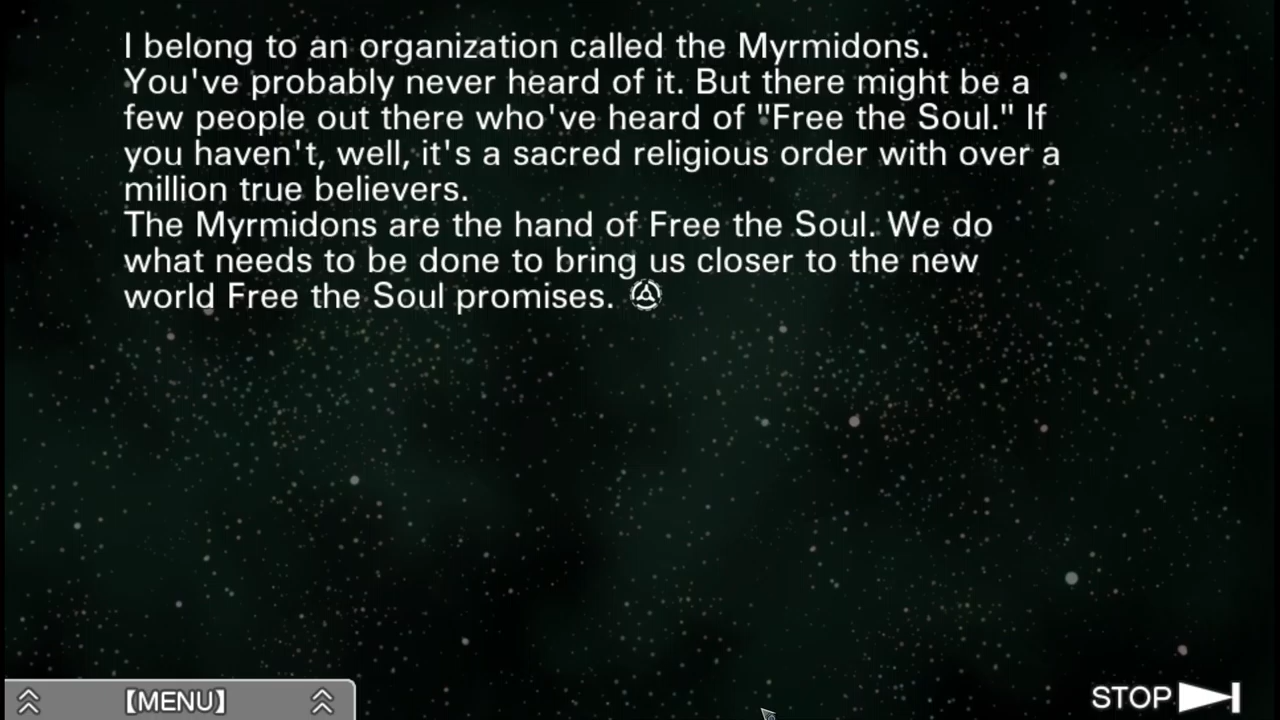 I belong to an organization called the Myrmidons.
You've probably never heard of it. But there might be a
few people out there who've heard of "Free the Soul." If
you haven't, well, it's a sacred religious order with over a
million true believers.
The Myrmidons are the hand of Free the Soul. We do
what needs to be done to bring us closer to the new
world Free the Soul promises.
【MENU】
STOP